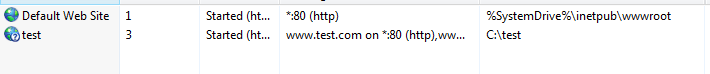 Default Web Site 1 Started (ht... *:80 (http) %SystemDrive%\inetpub\wwwroot
test 3 Started (ht... www.test.com on *:80 (http),ww... C:\test